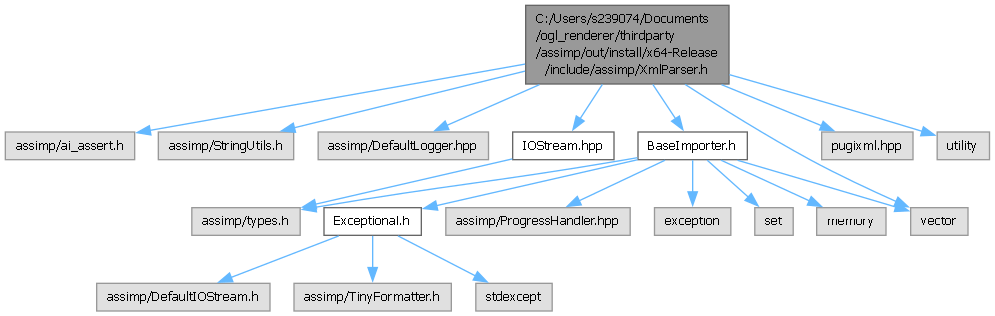 C:/Users/s239074/Documents
/ogl_renderer/thirdparty
/assimp/out/install/x64-Release
/include/assimp/XmlParser.h
assimp/ai_assert.h
assimp/StringUtils.h
assimp/DefaultLogger.hpp
IOStream.hpp
BaseImporter.h
pugixml.hpp
utility
assimp/types.h
Exceptional.h
assimp/ProgressHandler.hpp
exception
set
memory
vector
assimp/DefaultIOStream.h
assimp/TinyFormatter.h
stdexcept